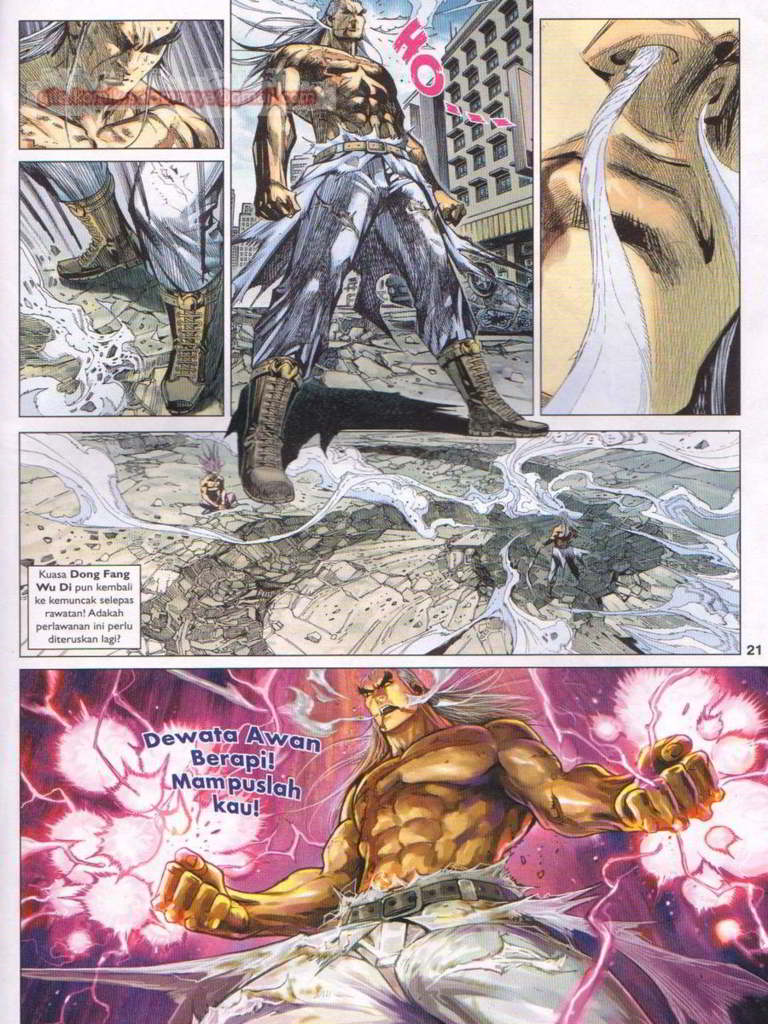 HO....
Kuasa Dong Fang
Wu Di pun kembali
ke kemuncak selepas
rawatan! Adakah
perlawanan ini perlu
diteruskan lagi?
21
Dewata Awan
Berapi!
Mampuslah
kau!